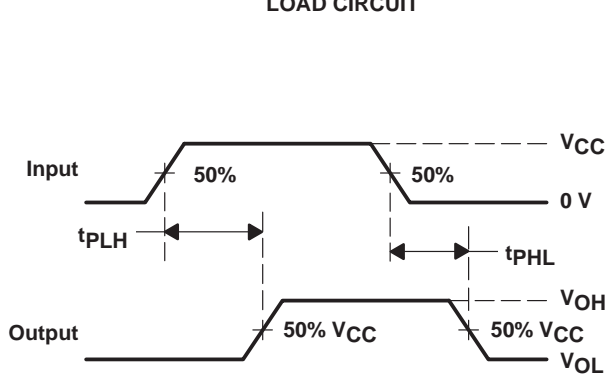 LOAD CIRCUIT
VCC
Input
50%
50%
0 V
tPLH
tPHL
VOH
Output
50% VCC
50% VCC
VOL